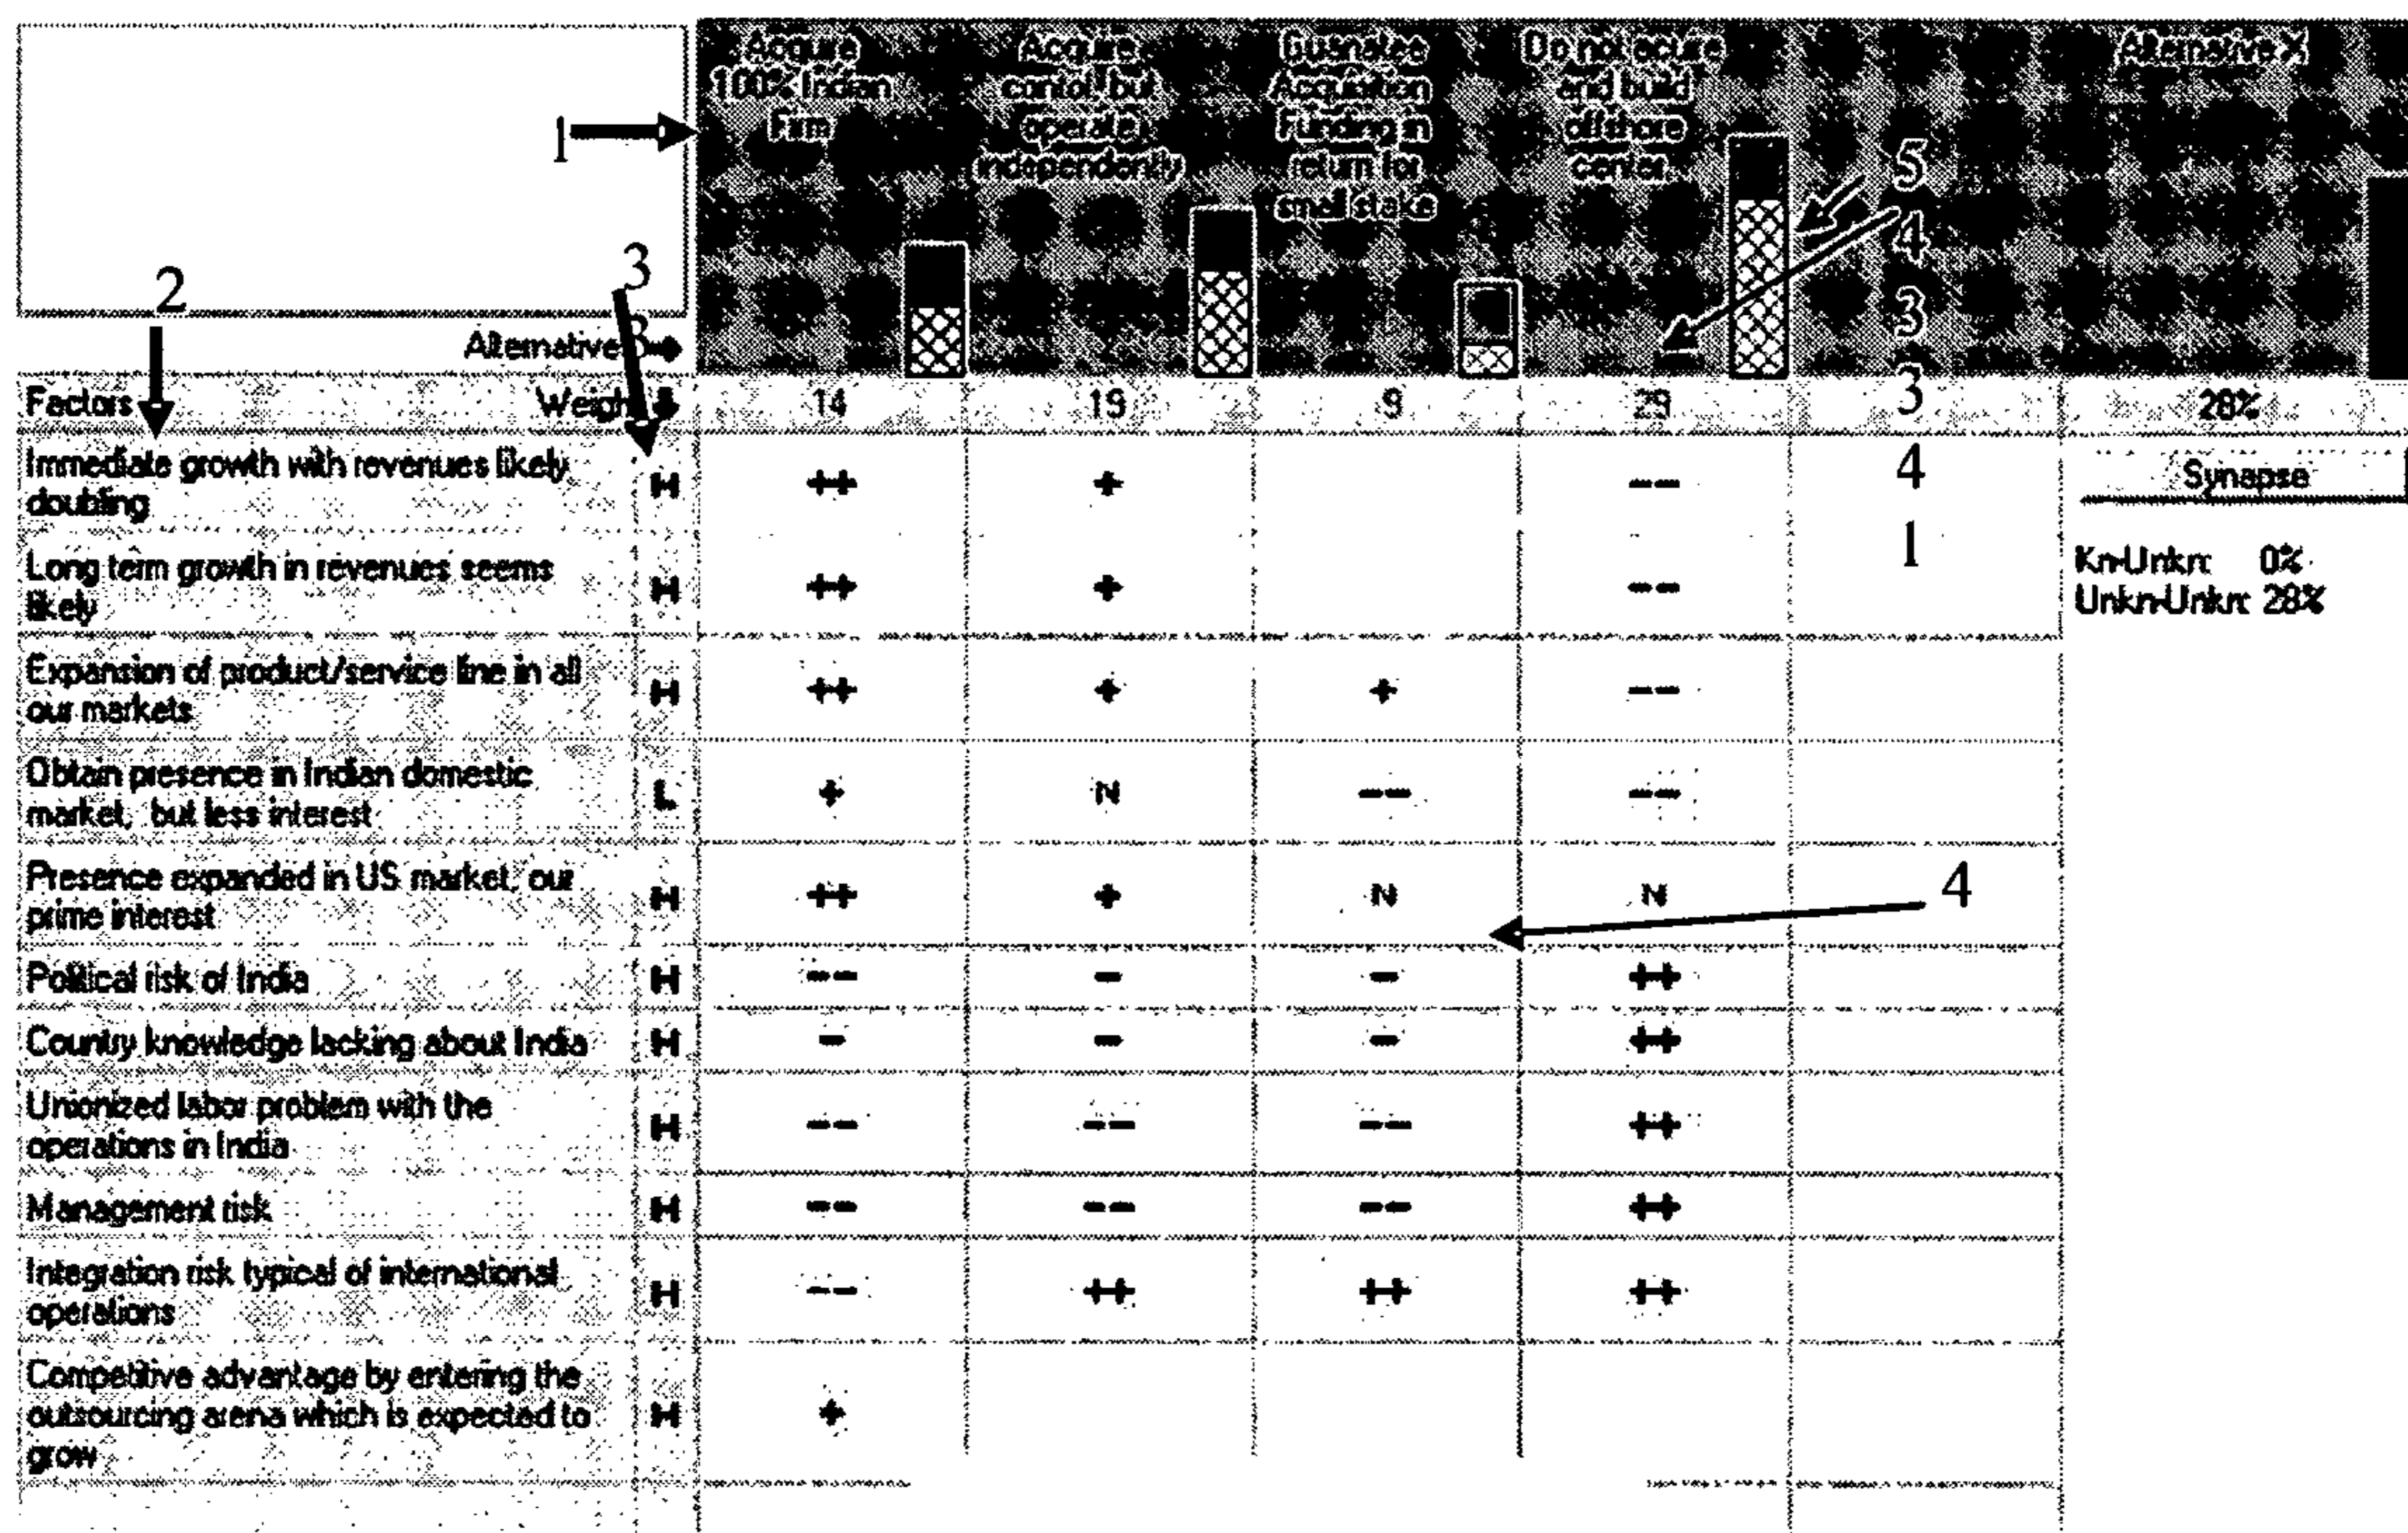 Acquire
100% Indian
Firm
Acquire
contol but
operate
independently
Guanatee
Acquisition
Funding in
return for
small stake
Do not acure
and build
offshore
center
Alternative X
1
2
3
5
4
3
3
4
1
Alternatives
Factors Weight 14 19 9 29 28%
Immediate growth with revenues likely
doubling
H ++ + --
Synapse
Long term growth in revenues seems
likely
H ++ + --
Kn-Unkn: 0%
Unkn-Unkn: 28%
Expansion of product/service line in all
our markets
H ++ + + --
Obtain presence in Indian domestic
market, but less interest
L + N -- --
Presence expanded in US market, our
prime interest
H ++ + N N
4
Political risk of India H -- - - ++
Country knowledge lacking about India H - - - ++
Unionized labor problem with the
operations in India
H -- -- -- ++
Management risk H -- -- -- ++
Integration risk typical of international
operations
H -- ++ ++ ++
Competitive advantage by entering the
outsourcing arena which is expected to
grow
H +